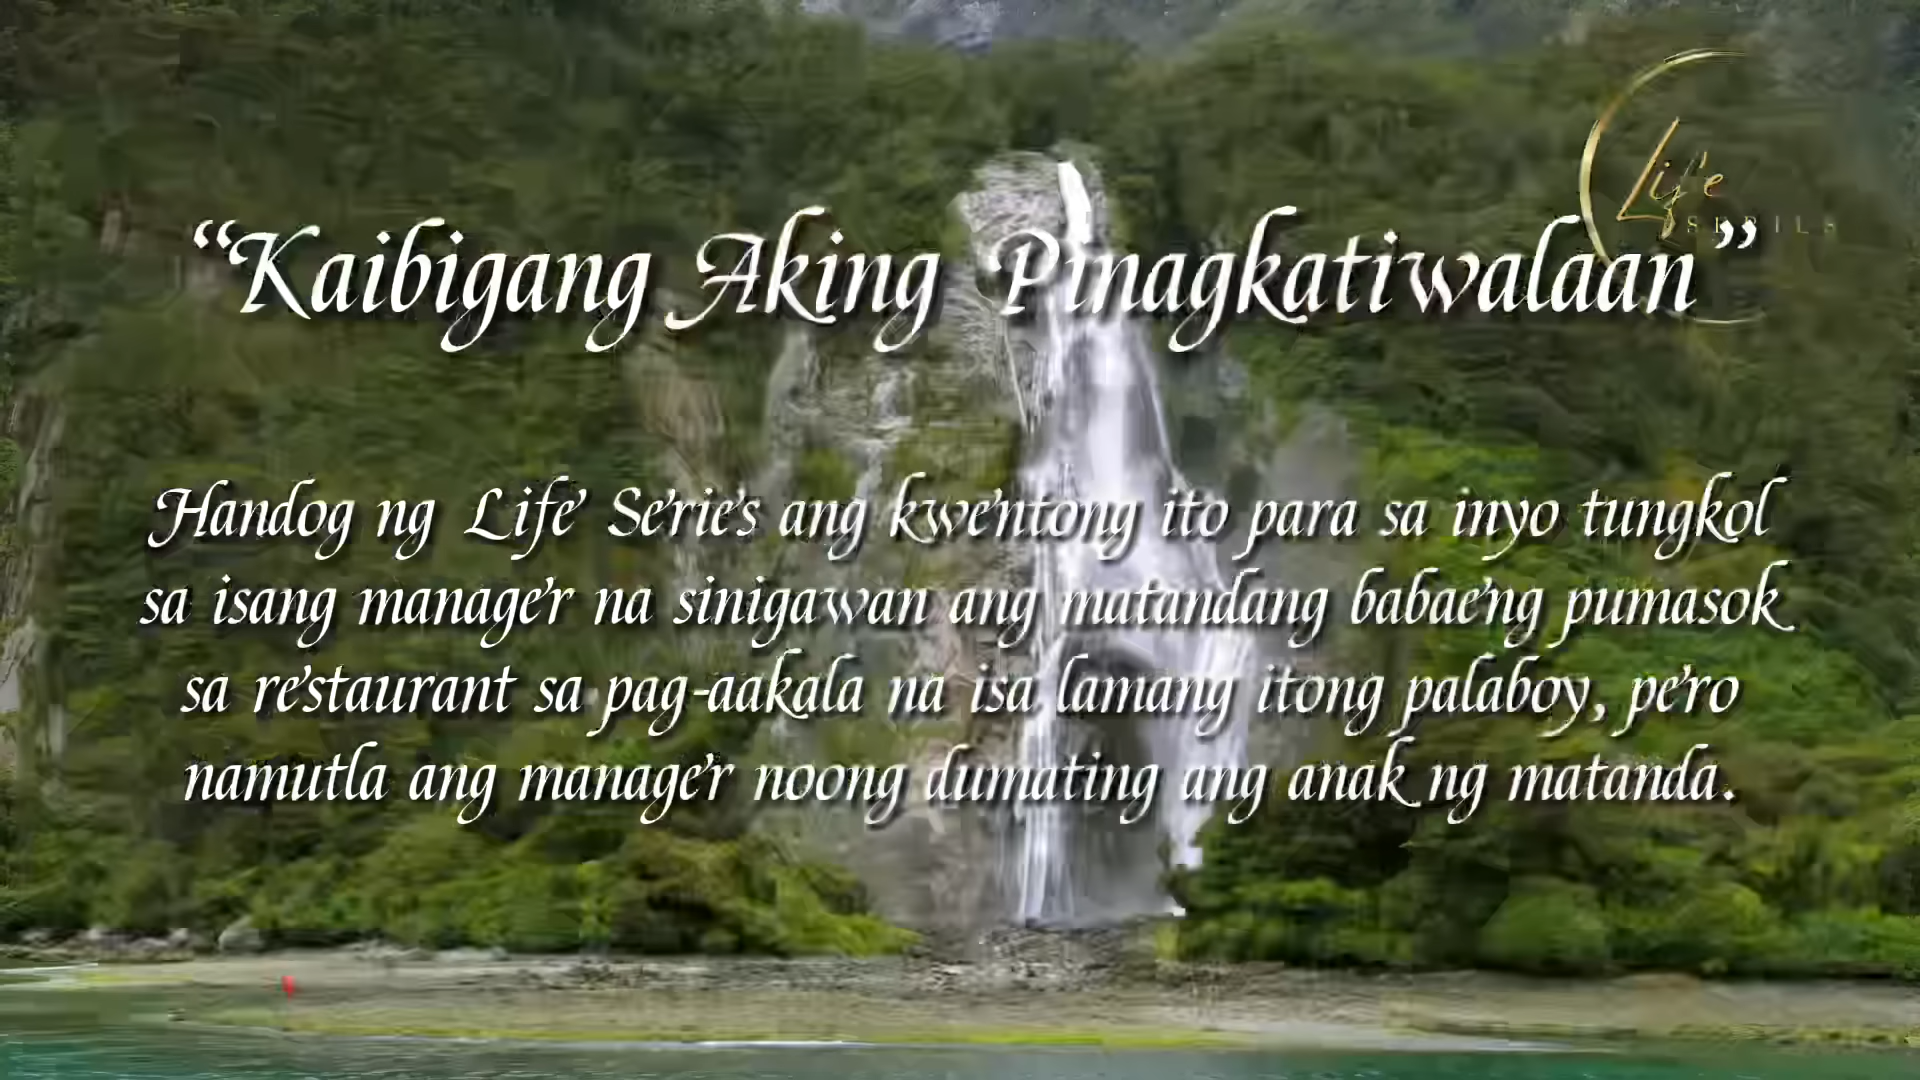 Life
SERIES
“Kaibigang Aking Pinagkatiwalaan”
Handog ng Life Series ang kwentong ito para sa inyo tungkol
sa isang manager na sinigawan ang matandang babaeng pumasok
sa restaurant sa pag-aakala na isa lamang itong palaboy, pero
namutla ang manager noong dumating ang anak ng matanda.